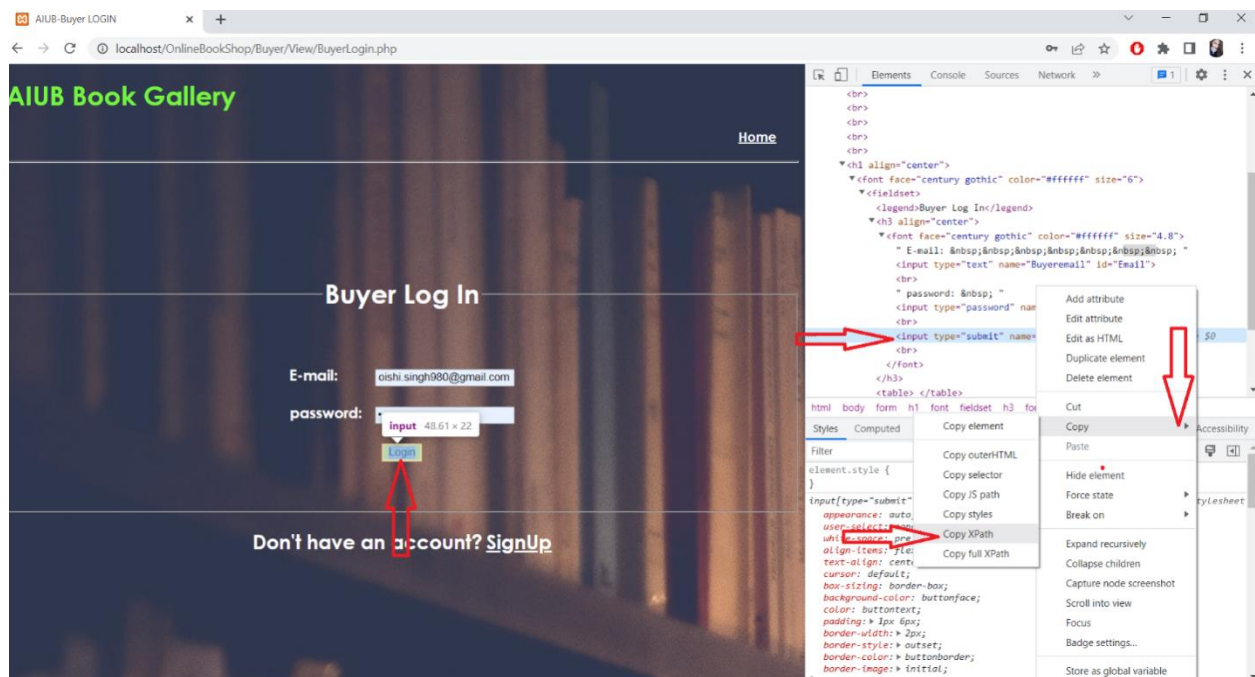 AIUB-Buyer LOGIN
localhost/OnlineBookShop/Buyer/View/BuyerLogin.php
AIUB Book Gallery
Home
Buyer Log In
E-mail:
oishi.singh980@gmail.com
password:
input 48.61 × 22
Login
Don't have an account? SignUp
Elements Console Sources Network » 1
<br>
<br>
<br>
<br>
<br>
▼<h1 align="center">
▼<font face="century gothic" color="#ffffff" size="6">
▼<fieldset>
<legend>Buyer Log In</legend>
▼<h3 align="center">
▼<font face="century gothic" color="#ffffff" size="4.8">
" E-mail: &nbsp;&nbsp;&nbsp;&nbsp;&nbsp;&nbsp;&nbsp; "
<input type="text" name="Buyeremail" id="Email">
<br>
" password: &nbsp; "
<input type="password" nam
<br>
<input type="submit" name= $0
<br>
</font>
</h3>
<table> </table>
html body form h1 font fieldset h3 fo
Styles Computed Accessibility
Filter
element.style {
}
input[type="submit" tylesheet
appearance: auto;
user-select:
white-space: pre
align-items: fle
text-align: cent
cursor: default;
box-sizing: border-box;
background-color: buttonface;
color: buttontext;
padding: ▶ 1px 6px;
border-width: ▶ 2px;
border-style: ▶ outset;
border-color: ▶ buttonborder;
border-image: ▶ initial;
Copy element
Copy outerHTML
Copy selector
Copy JS path
Copy styles
Copy XPath
Copy full XPath
Add attribute
Edit attribute
Edit as HTML
Duplicate element
Delete element
Cut
Copy
Paste
Hide element
Force state
Break on
Expand recursively
Collapse children
Capture node screenshot
Scroll into view
Focus
Badge settings...
Store as global variable